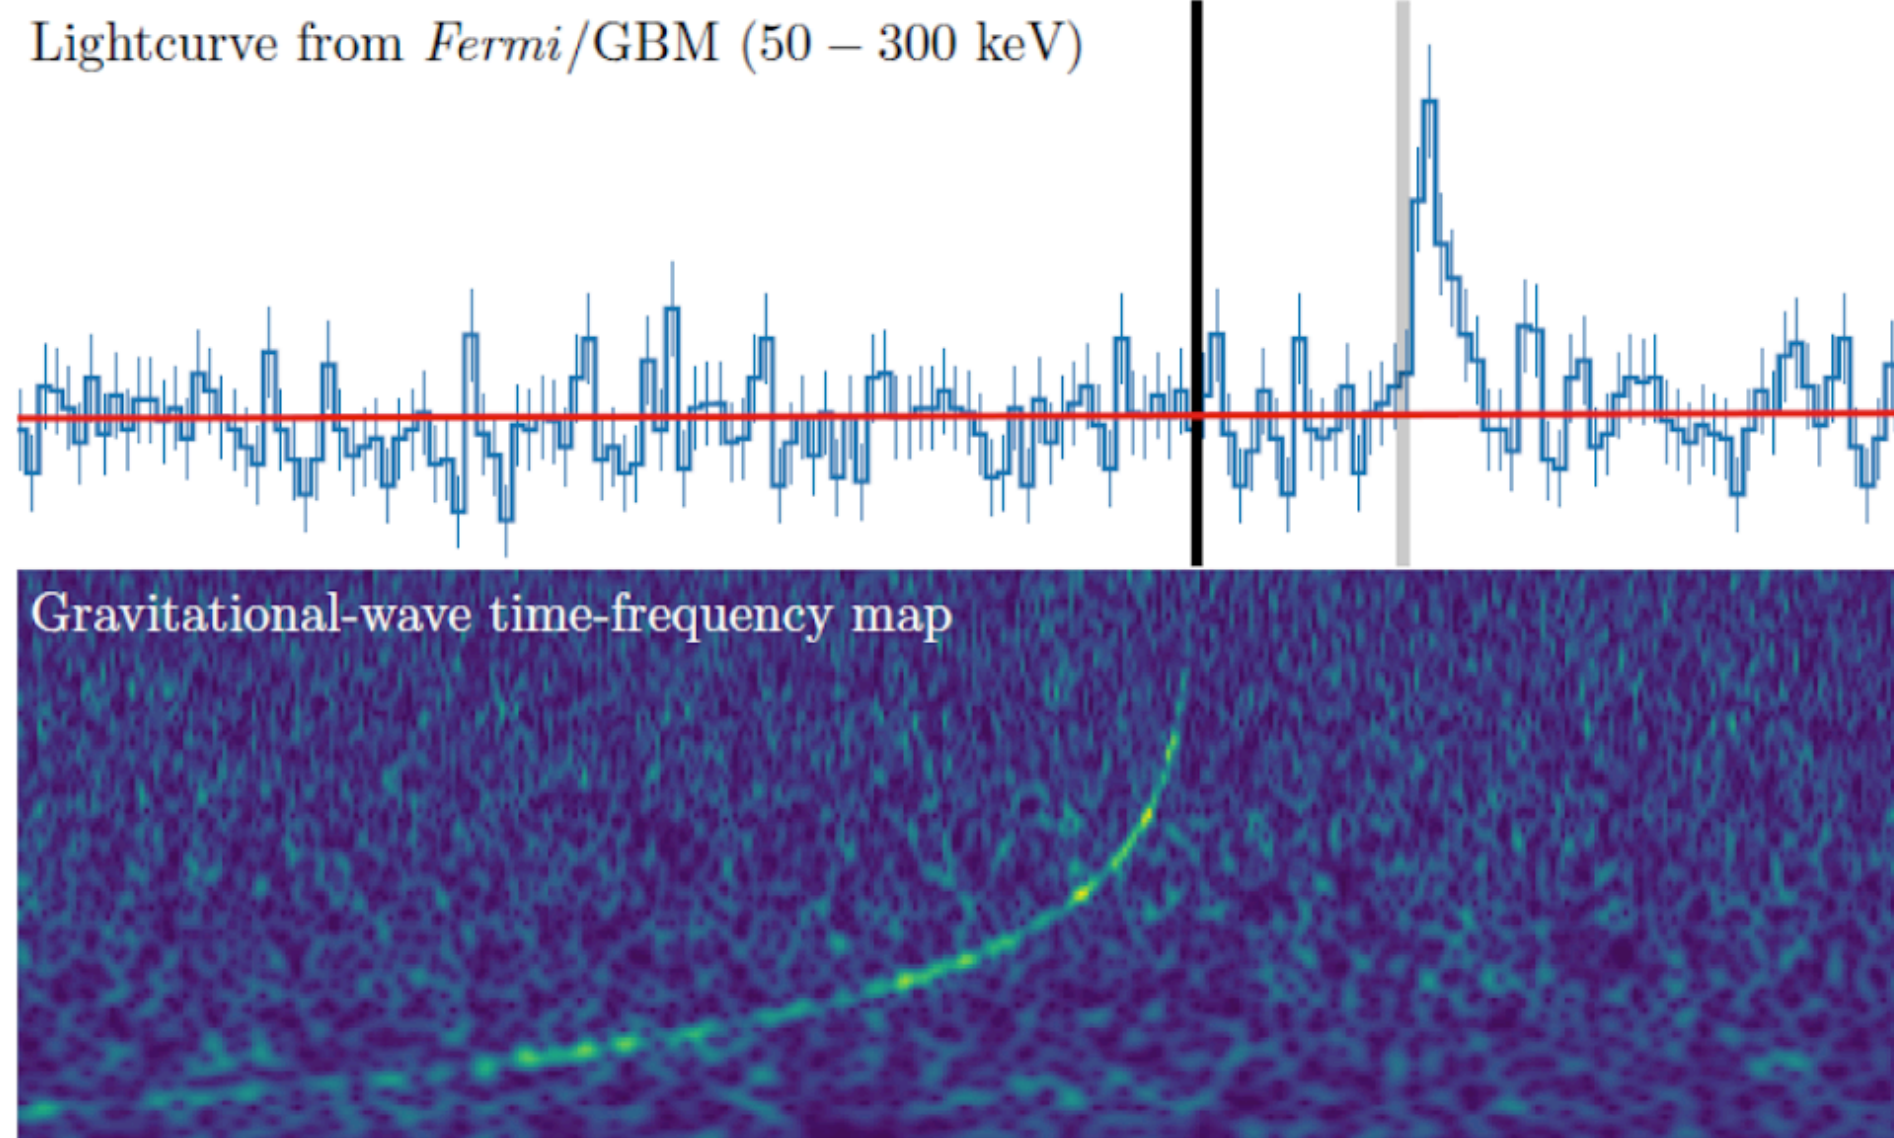 Lightcurve from Fermi/GBM (50 – 300 keV)
Gravitational-wave time-frequency map